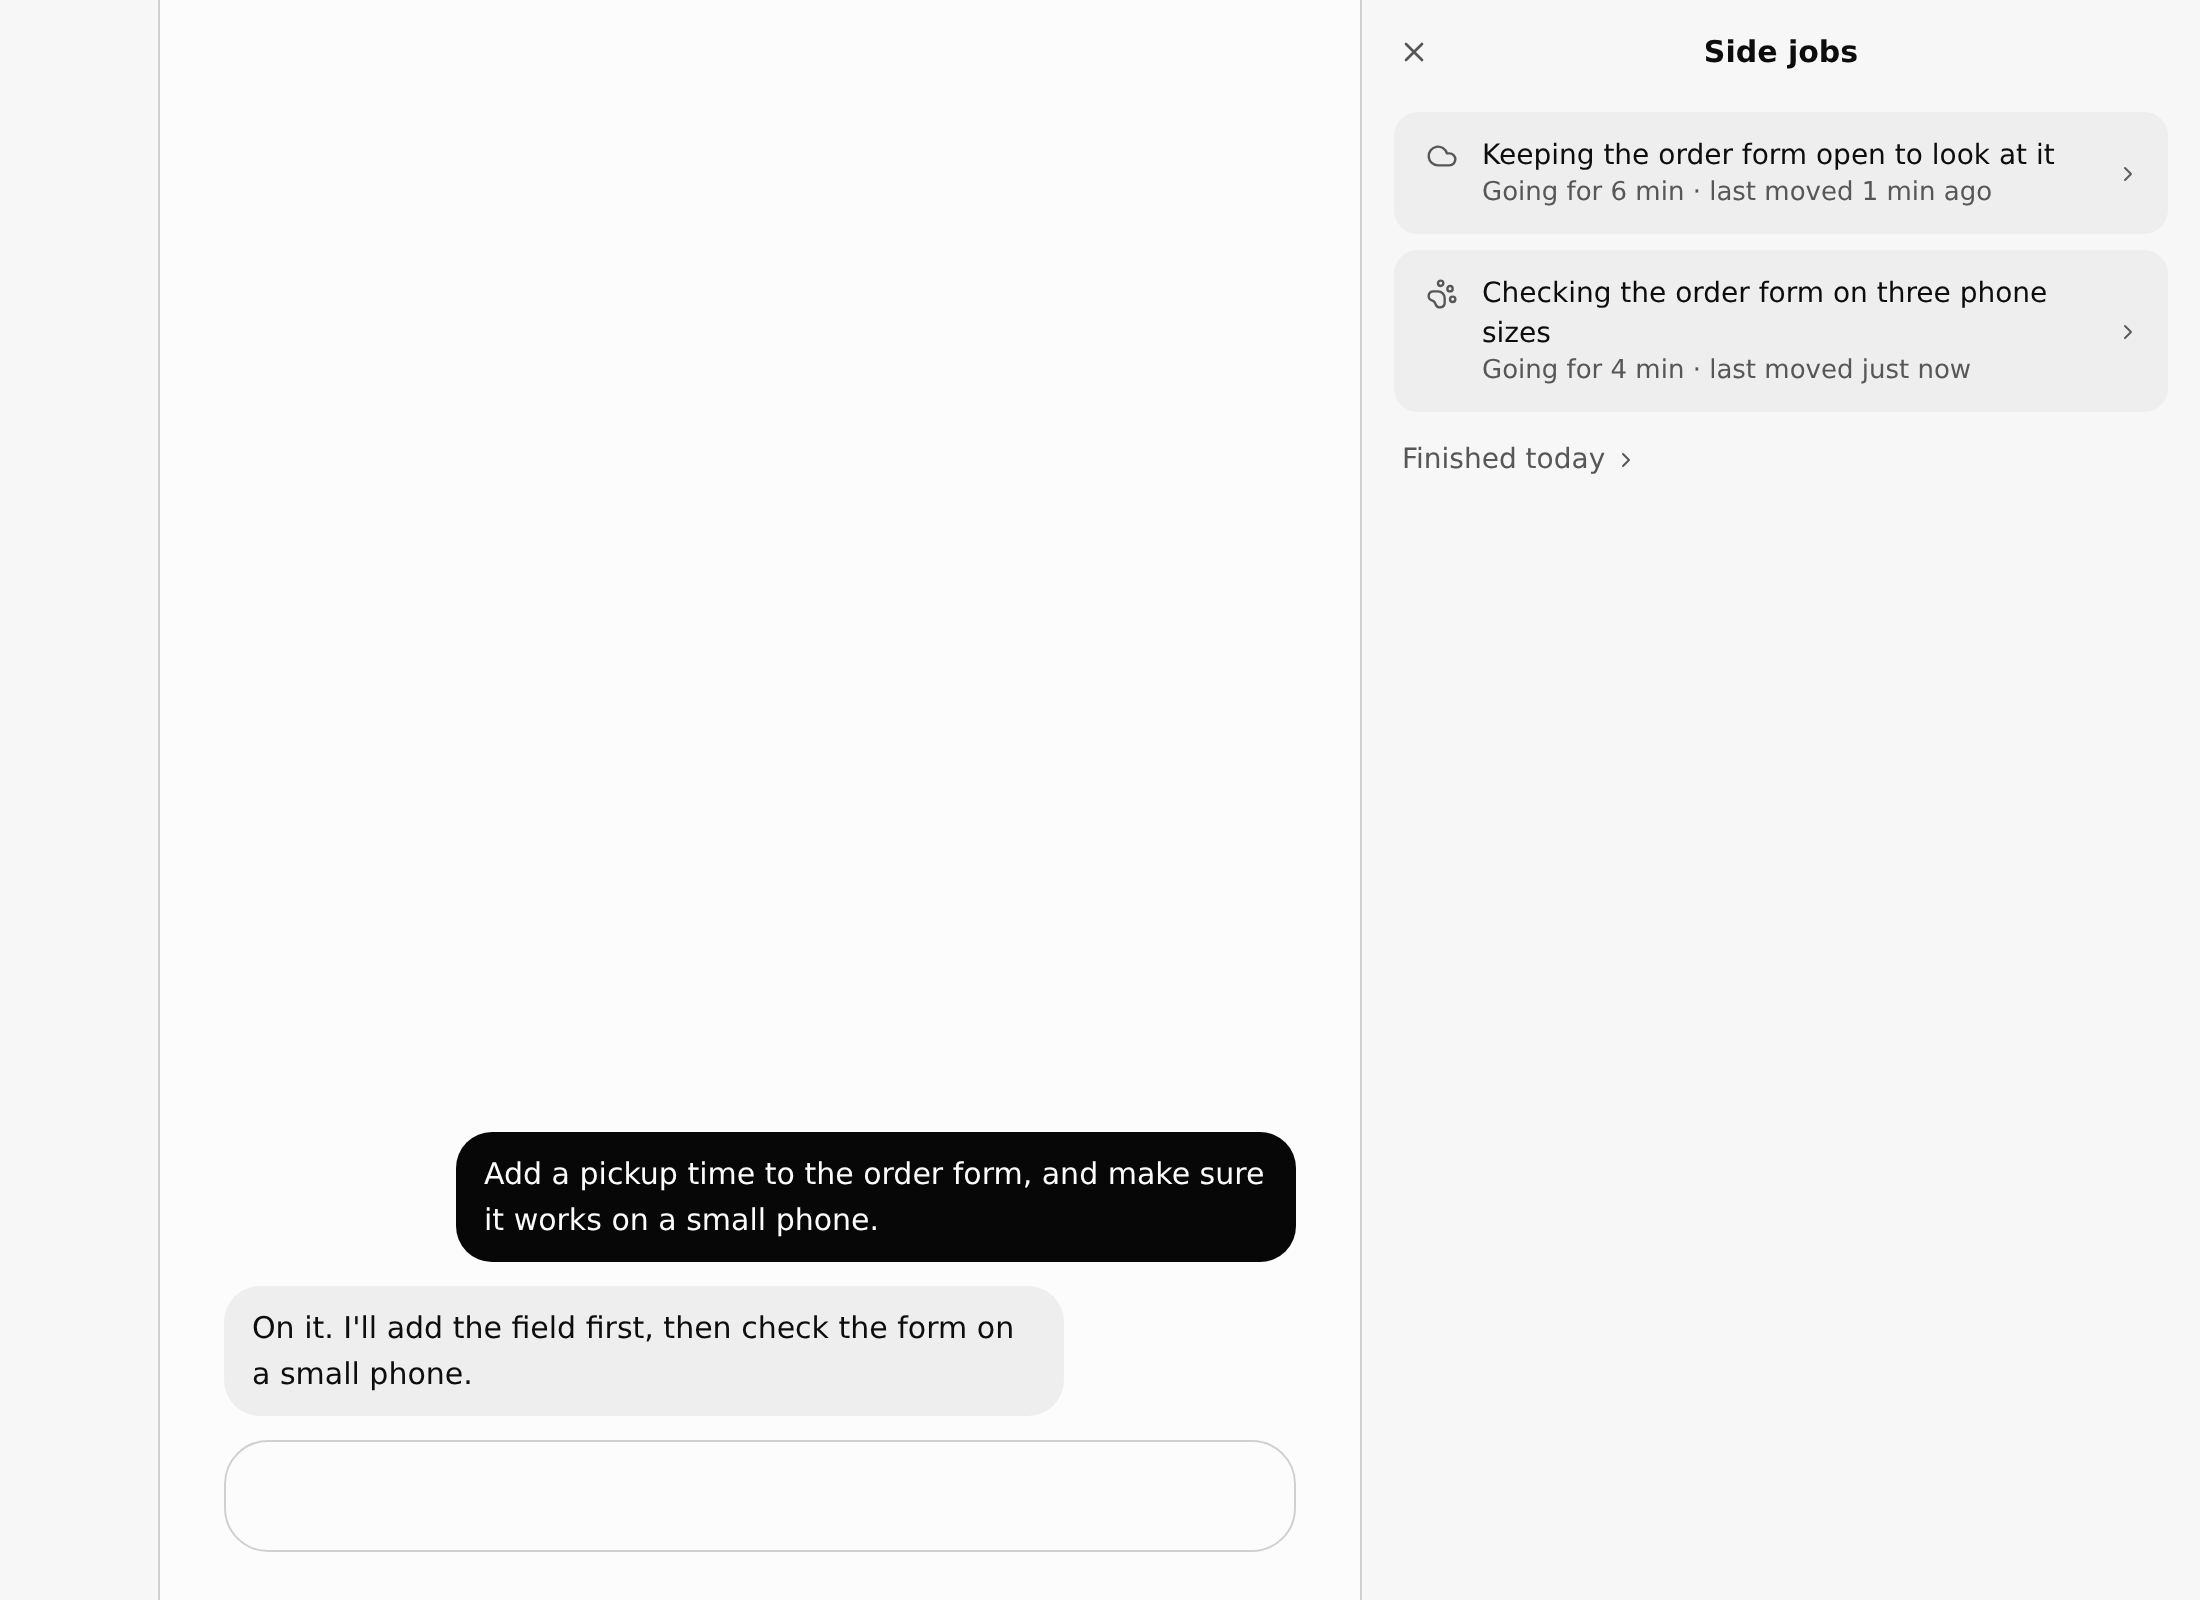 Side jobs
Keeping the order form open to look at it
Going for 6 min · last moved 1 min ago
Checking the order form on three phone
sizes
Going for 4 min · last moved just now
Finished today
Add a pickup time to the order form, and make sure
it works on a small phone.
On it. I'll add the field first, then check the form on
a small phone.